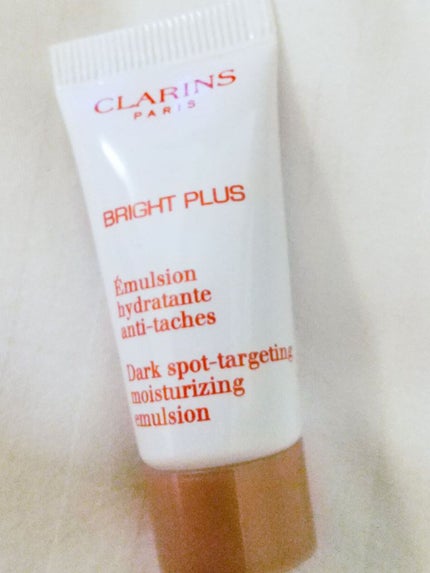 CLARINS
PARIS
BRIGHT PLUS
Émulsion
hydratante
anti-taches
Dark spot-targeting
moisturizing
emulsion